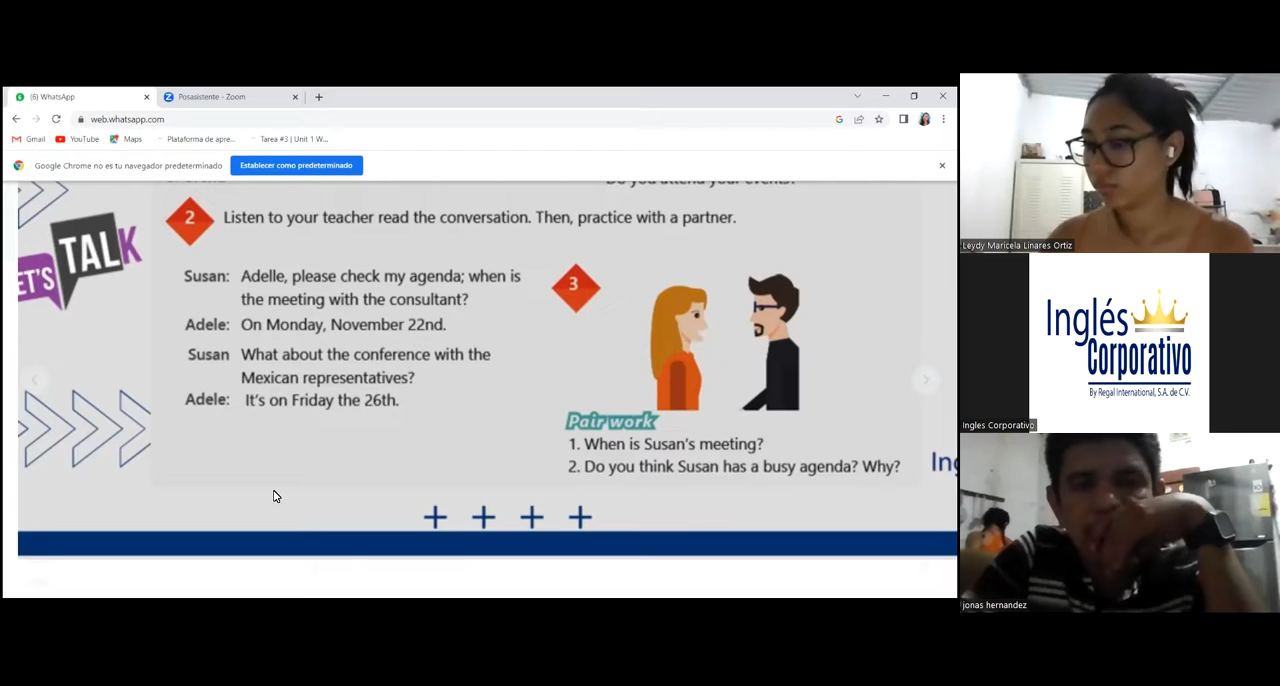 (6) WhatsApp
Posasistente - Zoom
web.whatsapp.com
Gmail
YouTube
Maps
Plataforma de apre...
Tarea #3 | Unit 1 W...
Google Chrome no es tu navegador predeterminado
Establecer como predeterminado
Do you attend your events?
ET'S TALK
2
Listen to your teacher read the conversation. Then, practice with a partner.
Susan: Adelle, please check my agenda; when is
the meeting with the consultant?
Adele: On Monday, November 22nd.
Susan What about the conference with the
Mexican representatives?
Adele: It's on Friday the 26th.
3
Pair work
1. When is Susan's meeting?
2. Do you think Susan has a busy agenda? Why?
Ing
Leydy Maricela Linares Ortiz
Inglés
Corporativo
By Regal International, S.A. de C.V.
Ingles Corporativo
jonas hernandez